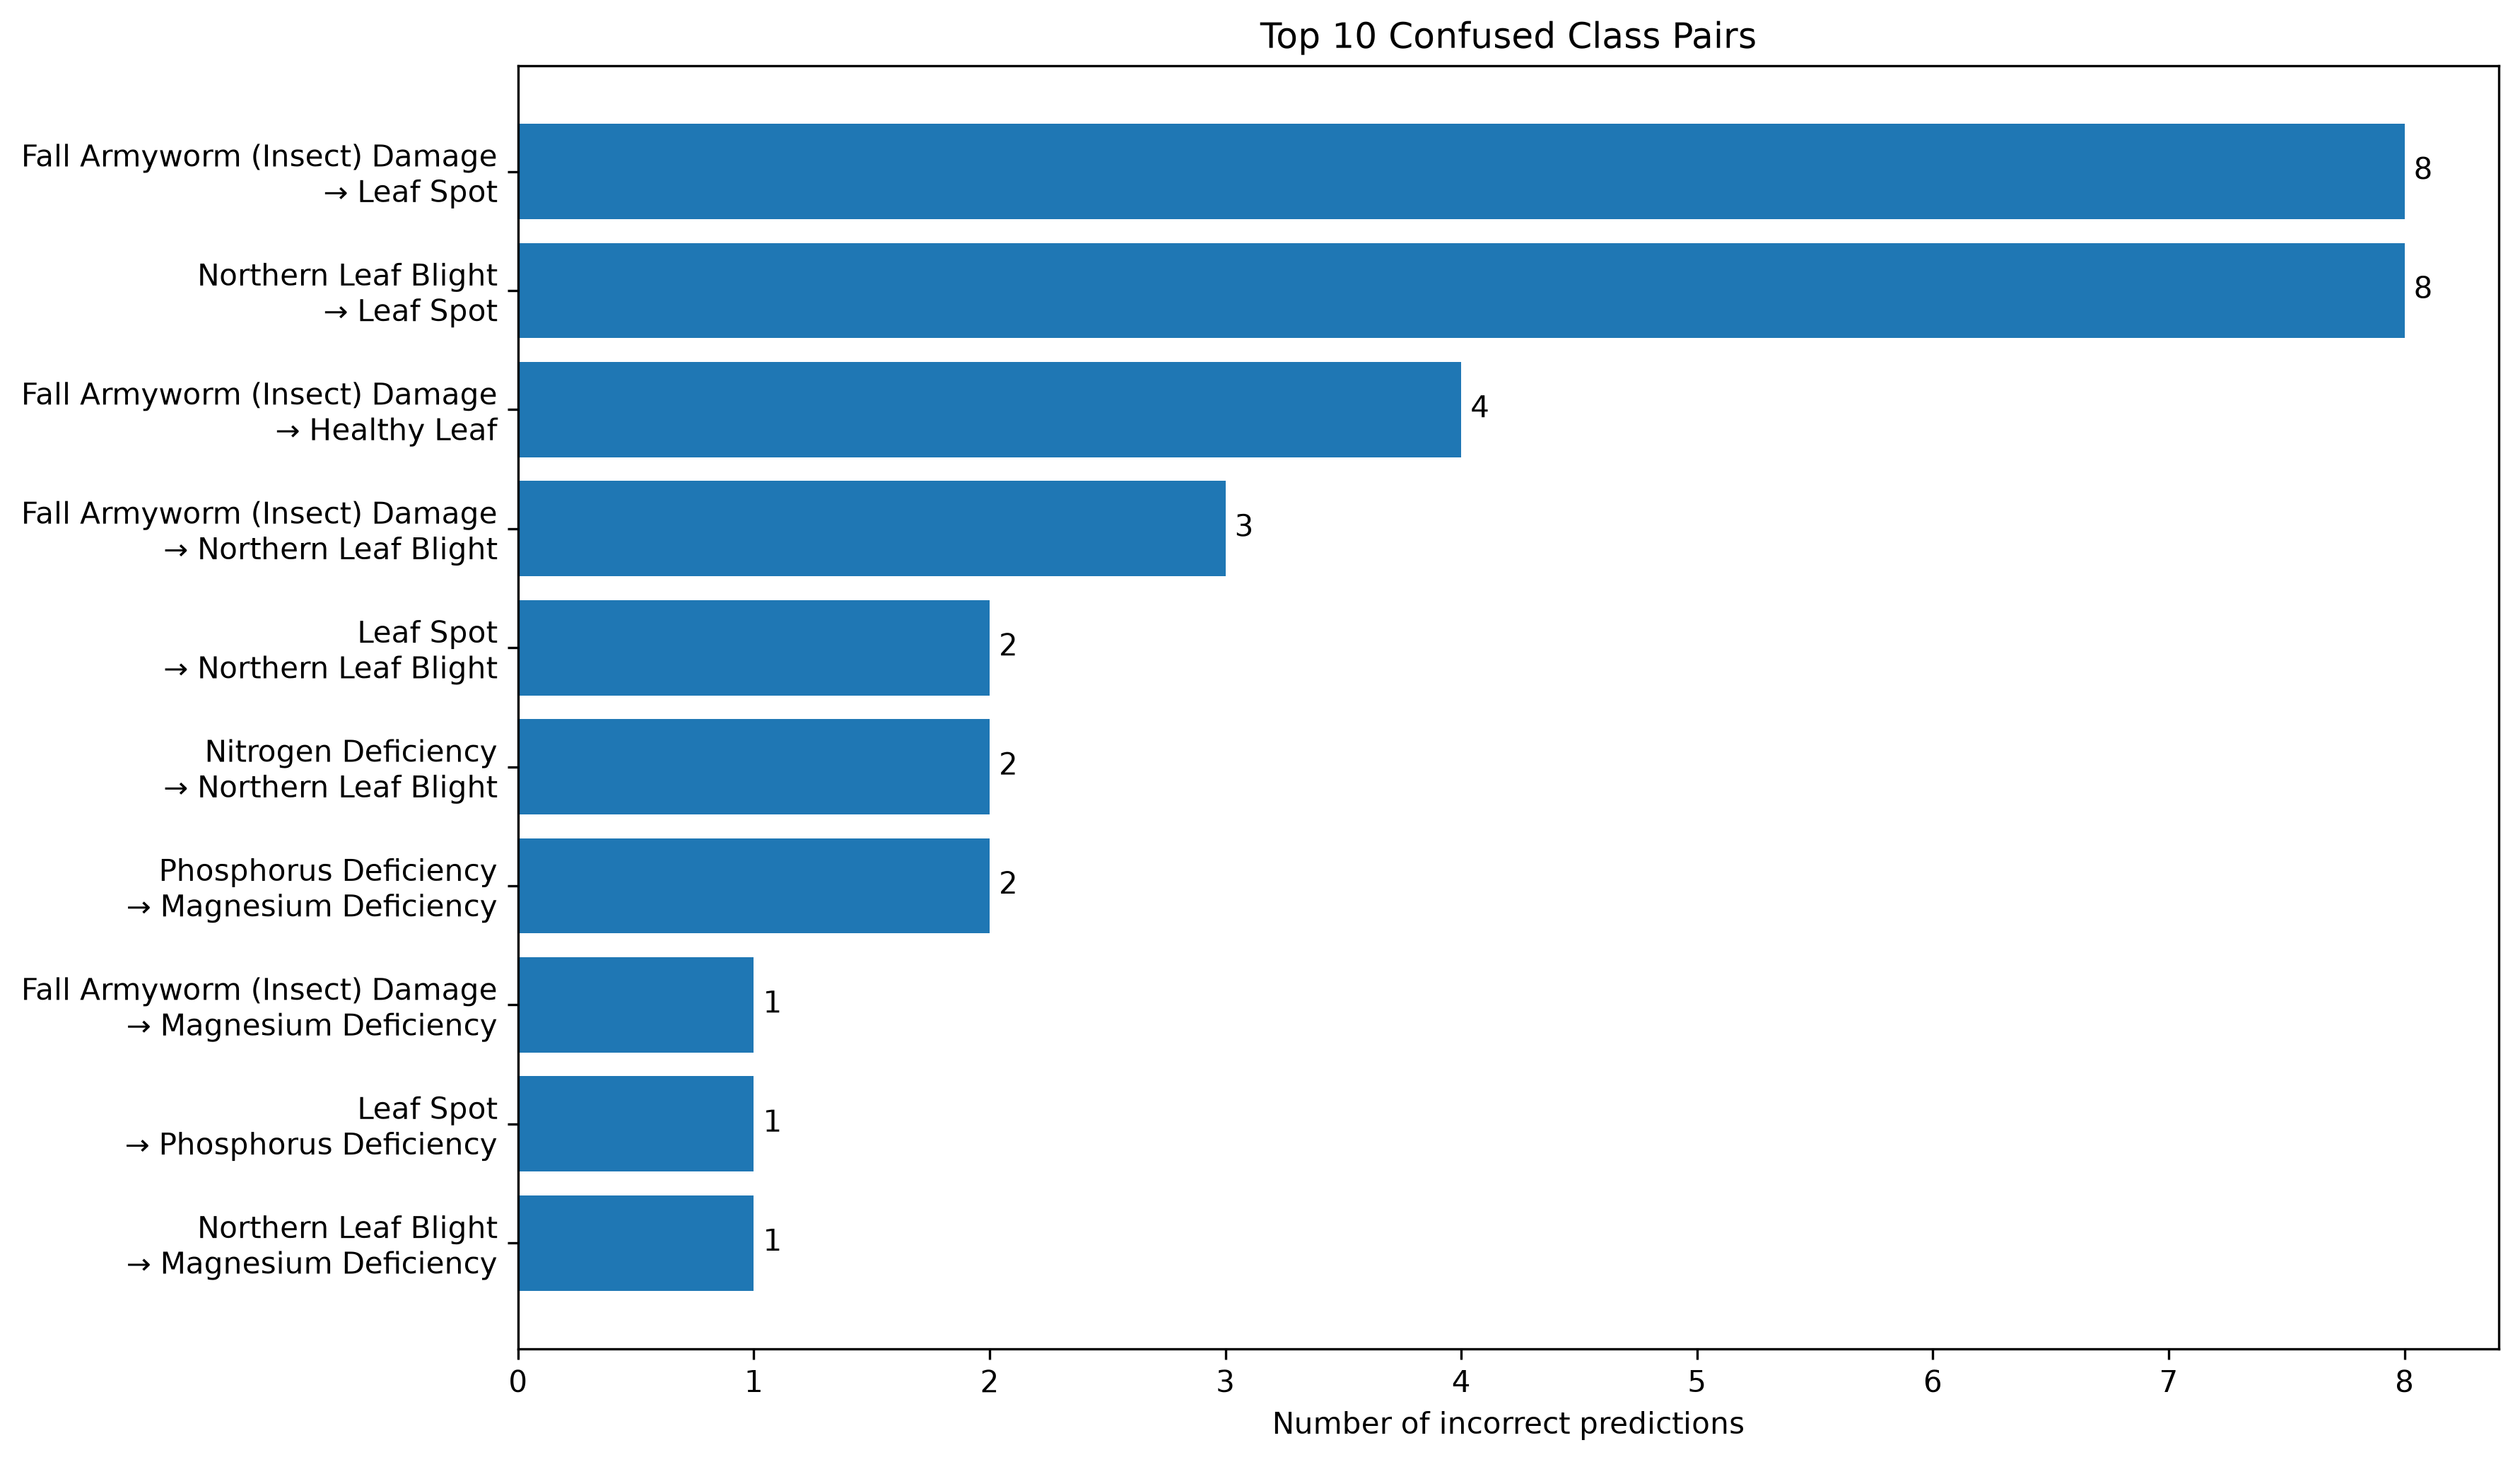 Top 10 Confused Class Pairs
Fall Armyworm (Insect) Damage
→ Leaf Spot
8
Northern Leaf Blight
→ Leaf Spot
8
Fall Armyworm (Insect) Damage
→ Healthy Leaf
4
Fall Armyworm (Insect) Damage
→ Northern Leaf Blight
3
Leaf Spot
→ Northern Leaf Blight
2
Nitrogen Deficiency
→ Northern Leaf Blight
2
Phosphorus Deficiency
→ Magnesium Deficiency
2
Fall Armyworm (Insect) Damage
→ Magnesium Deficiency
1
Leaf Spot
→ Phosphorus Deficiency
1
Northern Leaf Blight
→ Magnesium Deficiency
1
0 1 2 3 4 5 6 7 8
Number of incorrect predictions